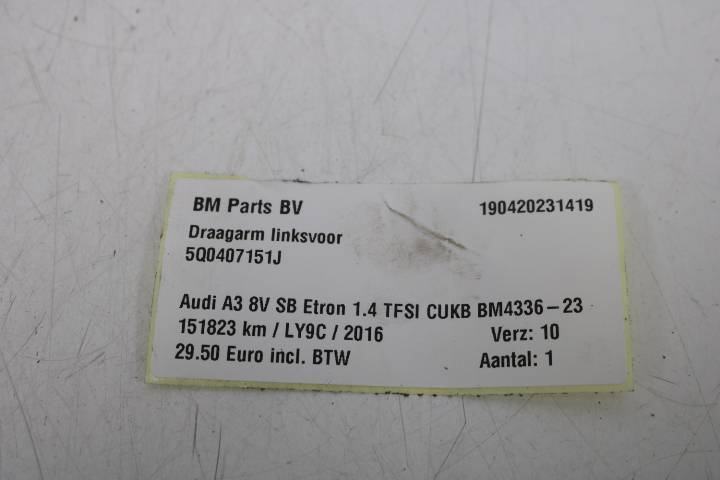 BM Parts BV 190420231419
Draagarm linksvoor
5Q0407151J
Audi A3 8V SB Etron 1.4 TFSI CUKB BM4336-23
151823 km / LY9C / 2016 Verz: 10
29.50 Euro incl. BTW Aantal: 1